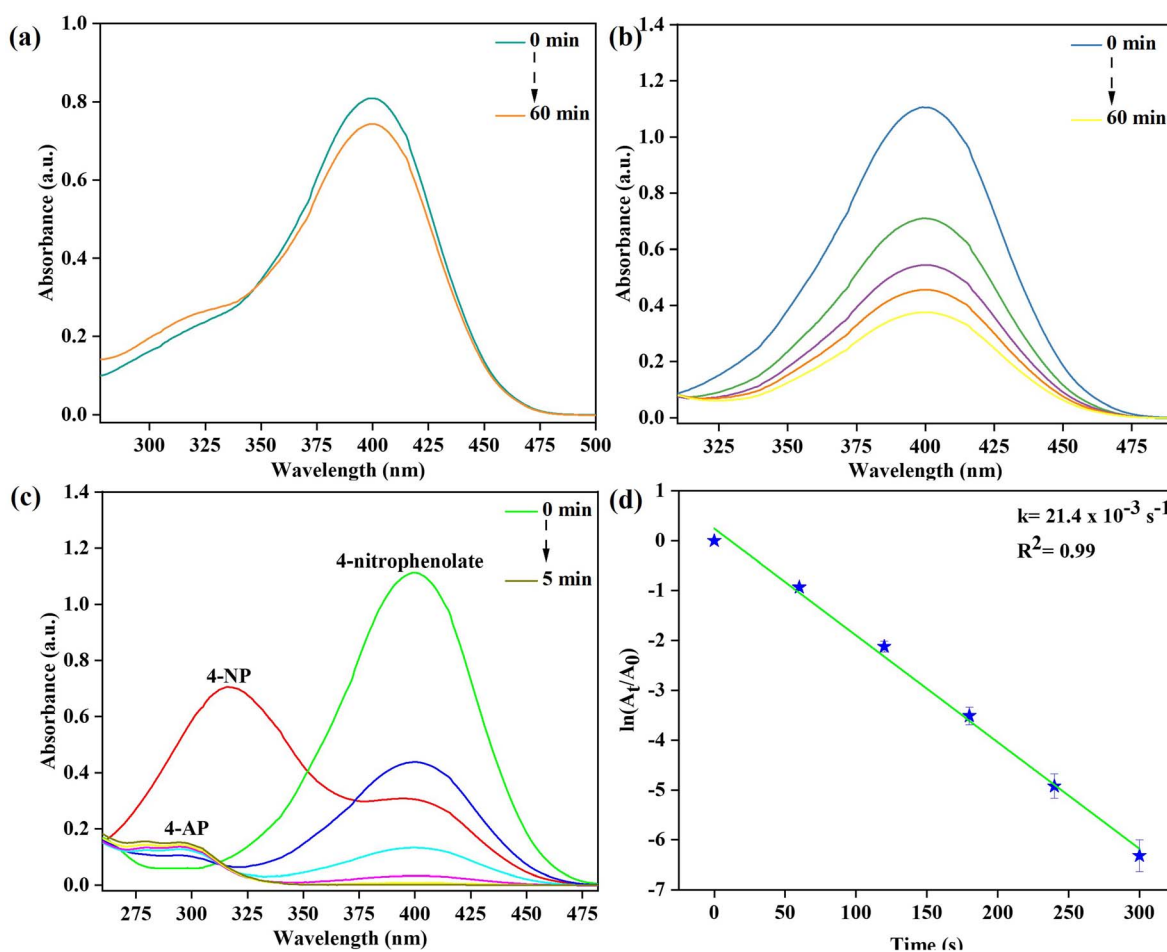 (a)
1.0
0.8
0.6
0.4
0.2
0.0
Absorbance (a.u.)
0 min
60 min
300 325 350 375 400 425 450 475 500
Wavelength (nm)
(b)
1.4
1.2
1.0
0.8
0.6
0.4
0.2
0.0
Absorbance (a.u.)
0 min
60 min
325 350 375 400 425 450 475
Wavelength (nm)
(c)
1.4
1.2
1.0
0.8
0.6
0.4
0.2
0.0
Absorbance (a.u.)
0 min
5 min
4-nitrophenolate
4-NP
4-AP
275 300 325 350 375 400 425 450 475
Wavelength (nm)
(d)
1
0
-1
-2
-3
-4
-5
-6
-7
ln(At/A0)
k= 21.4 x 10⁻³ s⁻¹
R²= 0.99
0 50 100 150 200 250 300
Time (s)